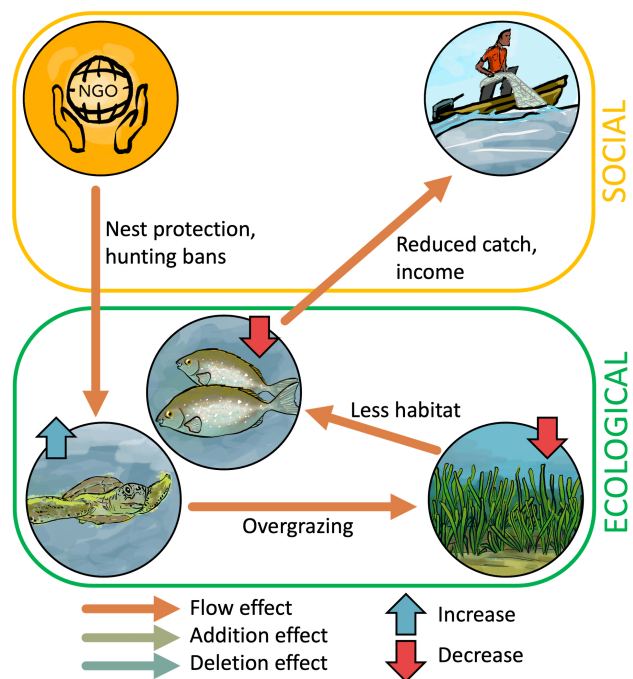 NGO
SOCIAL
Nest protection,
hunting bans
Reduced catch,
income
ECOLOGICAL
Less habitat
Overgrazing
Flow effect
Addition effect
Deletion effect
Increase
Decrease